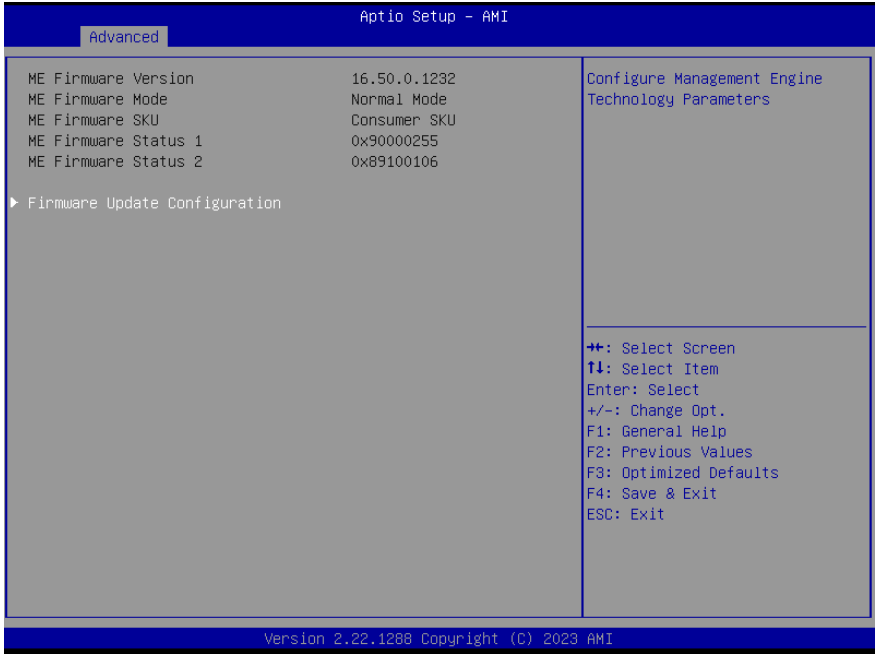 Aptio Setup – AMI
Advanced
ME Firmware Version 16.50.0.1232
ME Firmware Mode Normal Mode
ME Firmware SKU Consumer SKU
ME Firmware Status 1 0x90000255
ME Firmware Status 2 0x89100106
▶ Firmware Update Configuration
Configure Management Engine
Technology Parameters
→←: Select Screen
↑↓: Select Item
Enter: Select
+/-: Change Opt.
F1: General Help
F2: Previous Values
F3: Optimized Defaults
F4: Save & Exit
ESC: Exit
Version 2.22.1288 Copyright (C) 2023 AMI